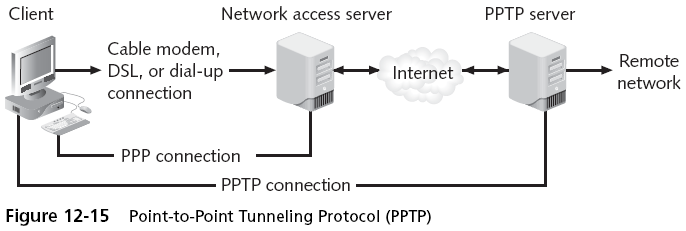 Client
Network access server
PPTP server
Cable modem,
DSL, or dial-up
connection
Internet
Remote
network
PPP connection
PPTP connection
Figure 12-15 Point-to-Point Tunneling Protocol (PPTP)